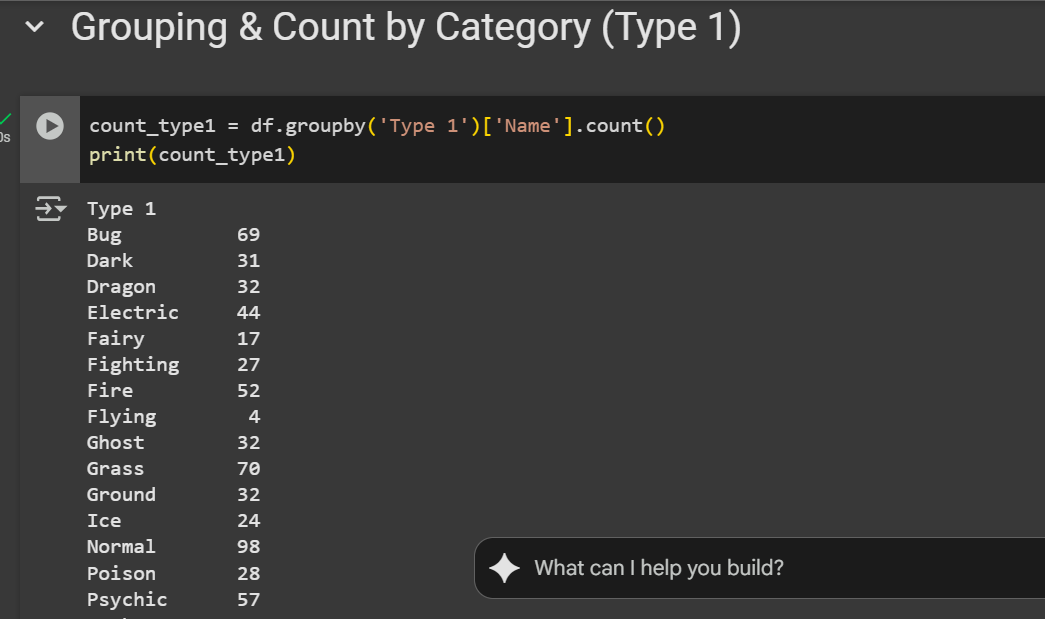 Grouping & Count by Category (Type 1)
0s
count_type1 = df.groupby('Type 1')['Name'].count()
print(count_type1)
Type 1
Bug 69
Dark 31
Dragon 32
Electric 44
Fairy 17
Fighting 27
Fire 52
Flying 4
Ghost 32
Grass 70
Ground 32
Ice 24
Normal 98
Poison 28
Psychic 57
What can I help you build?